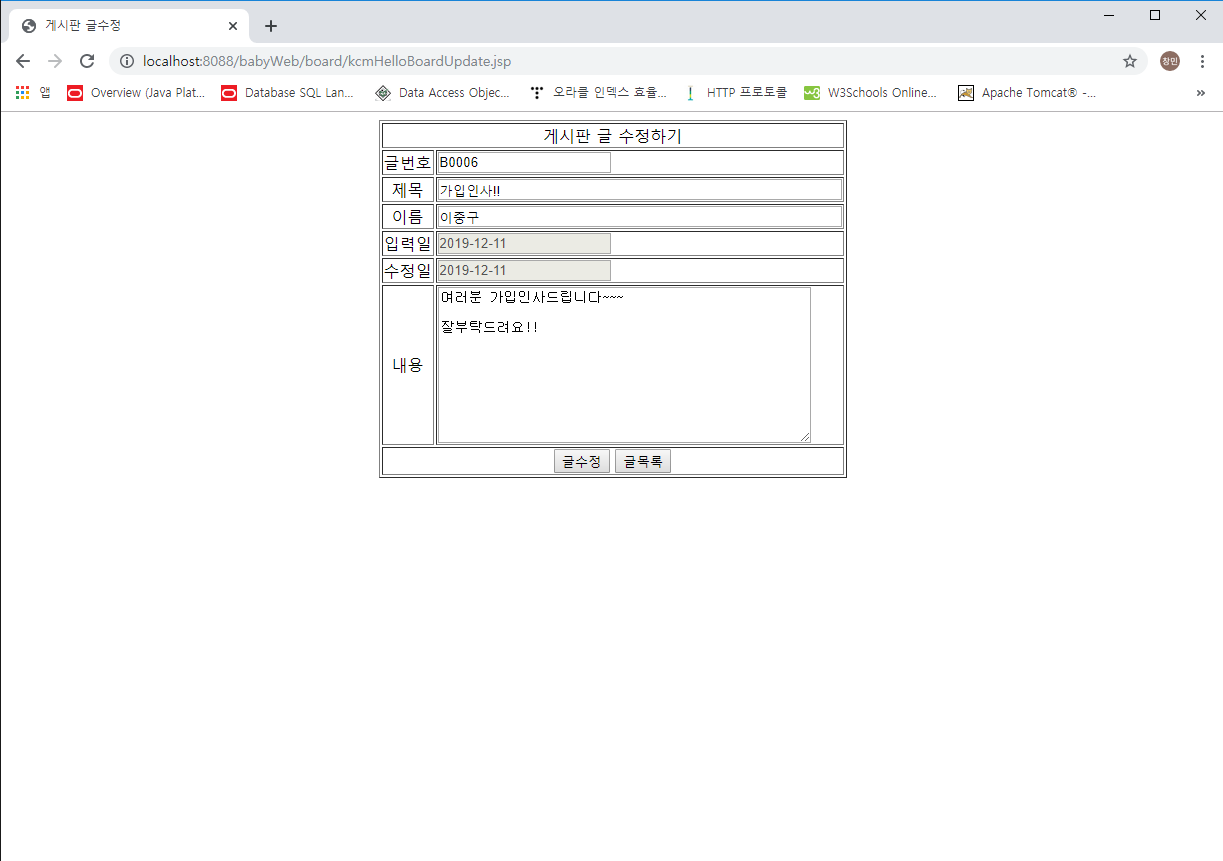 게시판 글수정
localhost:8088/babyWeb/board/kcmHelloBoardUpdate.jsp
창민
앱 Overview (Java Plat... Database SQL Lan... Data Access Objec... 오라클 인덱스 효율... HTTP 프로토콜 W3Schools Online... Apache Tomcat® -... »
게시판 글 수정하기
글번호 B0006
제목 가입인사!!
이름 이종구
입력일 2019-12-11
수정일 2019-12-11
여러분 가입인사드립니다~~~
잘부탁드려요!!
내용
글수정 글목록